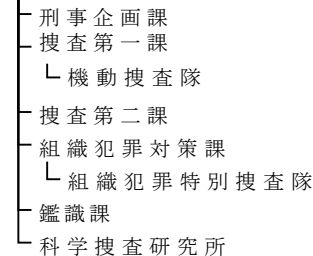 刑事企画課
捜査第一課
機動捜査隊
捜査第二課
組織犯罪対策課
組織犯罪特別捜査隊
鑑識課
科学捜査研究所